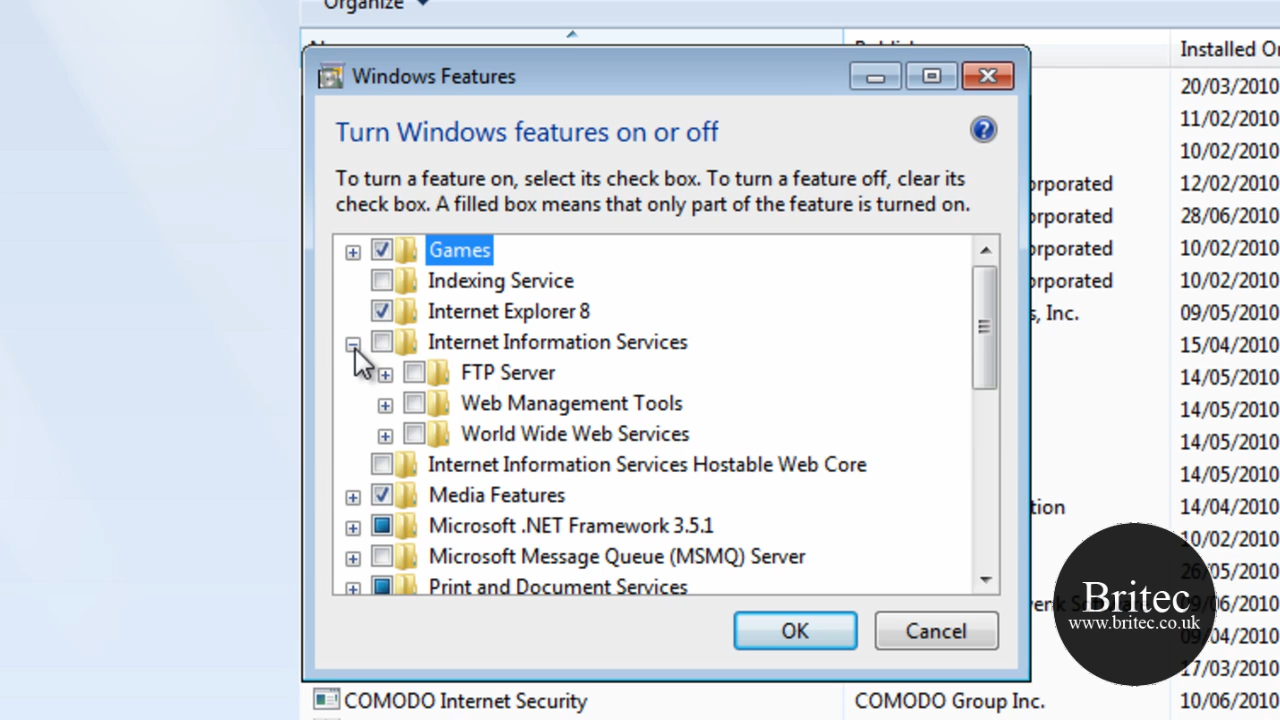 Organize
Installed
Windows Features
20/03/2010
Turn Windows features on or off
11/02/2010
10/02/2010
To turn a feature on, select its check box. To turn a feature off, clear its
check box. A filled box means that only part of the feature is turned on.
orporated 12/02/2010
orporated 28/06/2010
Games
orporated 10/02/2010
Indexing Service
orporated 10/02/2010
Internet Explorer 8
s, Inc. 09/05/2010
Internet Information Services
15/04/2010
FTP Server
14/05/2010
Web Management Tools
14/05/2010
World Wide Web Services
14/05/2010
Internet Information Services Hostable Web Core
14/05/2010
Media Features
tion 14/04/2010
Microsoft .NET Framework 3.5.1
10/02/2010
Microsoft Message Queue (MSMQ) Server
26/05/2010
Print and Document Services
09/06/2010
OK
Cancel
09/04/2010
17/03/2010
Britec
www.britec.co.uk
COMODO Internet Security COMODO Group Inc. 10/06/2010